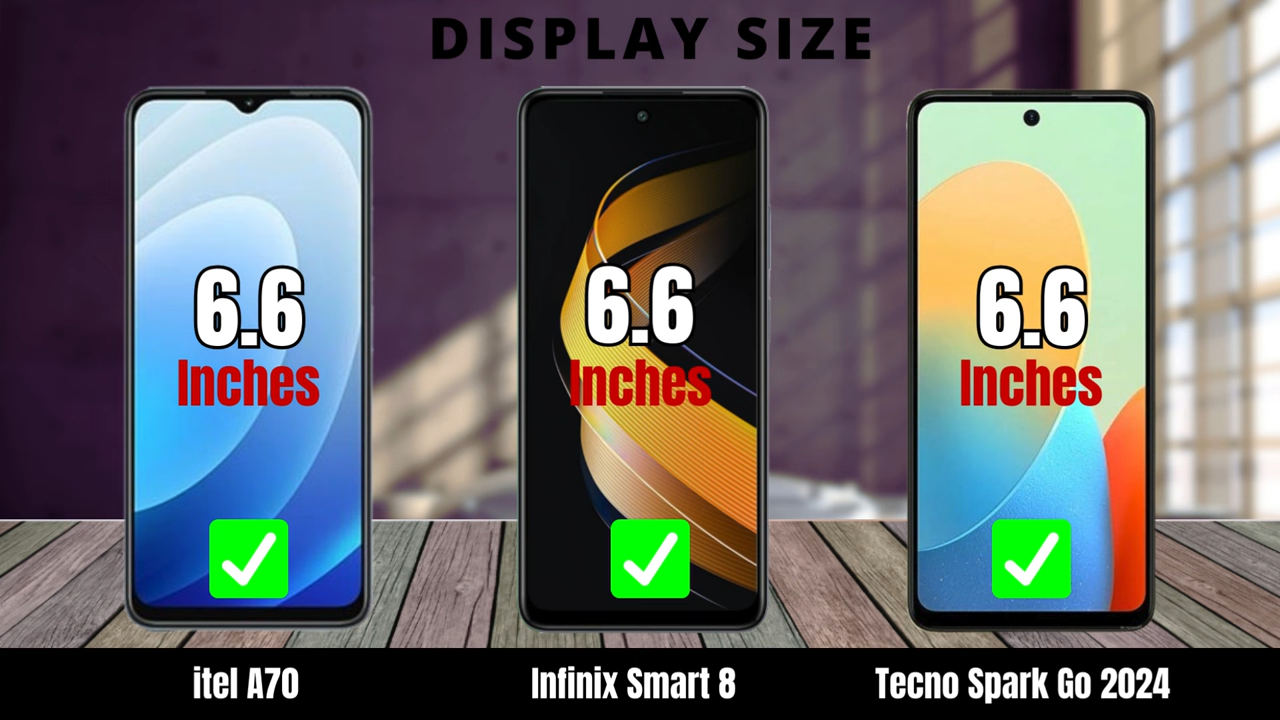 DISPLAY SIZE
6.6
Inches
6.6
Inches
6.6
Inches
itel A70
Infinix Smart 8
Tecno Spark Go 2024